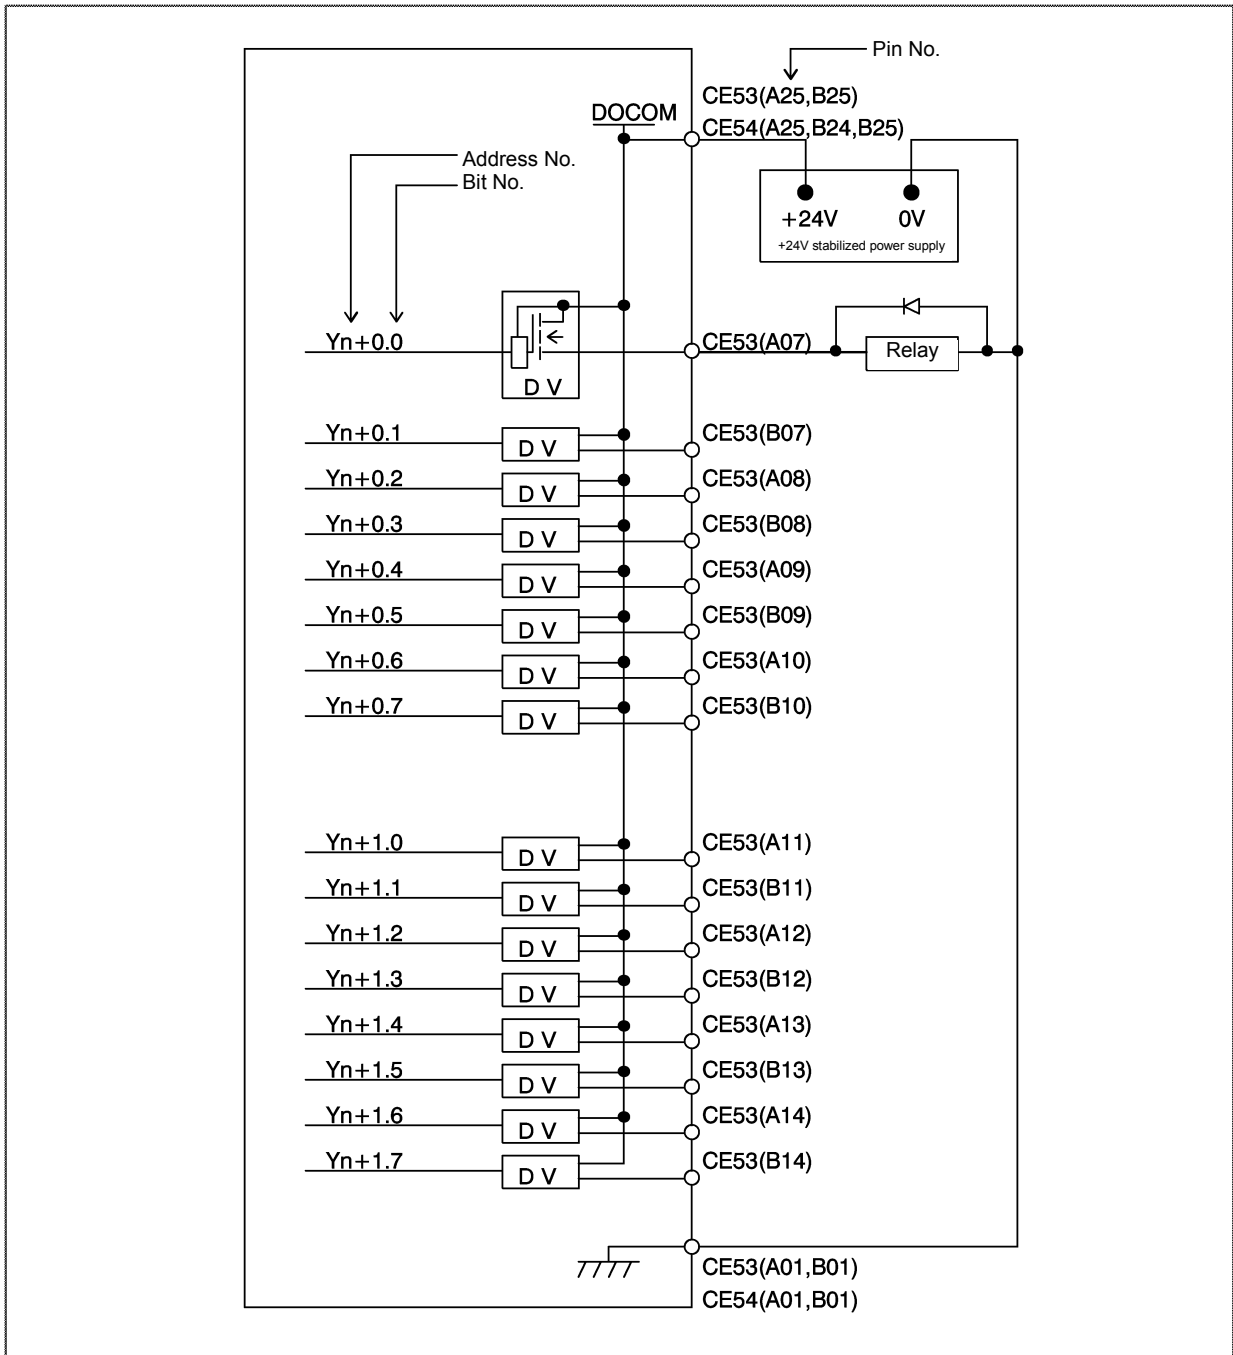 Pin No.
CE53(A25,B25)
DOCOM
CE54(A25,B24,B25)
Address No.
Bit No.
+24V 0V
+24V stabilized power supply
Yn+0.0 CE53(A07) Relay
D V
Yn+0.1 D V CE53(B07)
Yn+0.2 D V CE53(A08)
Yn+0.3 D V CE53(B08)
Yn+0.4 D V CE53(A09)
Yn+0.5 D V CE53(B09)
Yn+0.6 D V CE53(A10)
Yn+0.7 D V CE53(B10)
Yn+1.0 D V CE53(A11)
Yn+1.1 D V CE53(B11)
Yn+1.2 D V CE53(A12)
Yn+1.3 D V CE53(B12)
Yn+1.4 D V CE53(A13)
Yn+1.5 D V CE53(B13)
Yn+1.6 D V CE53(A14)
Yn+1.7 D V CE53(B14)
CE53(A01,B01)
CE54(A01,B01)